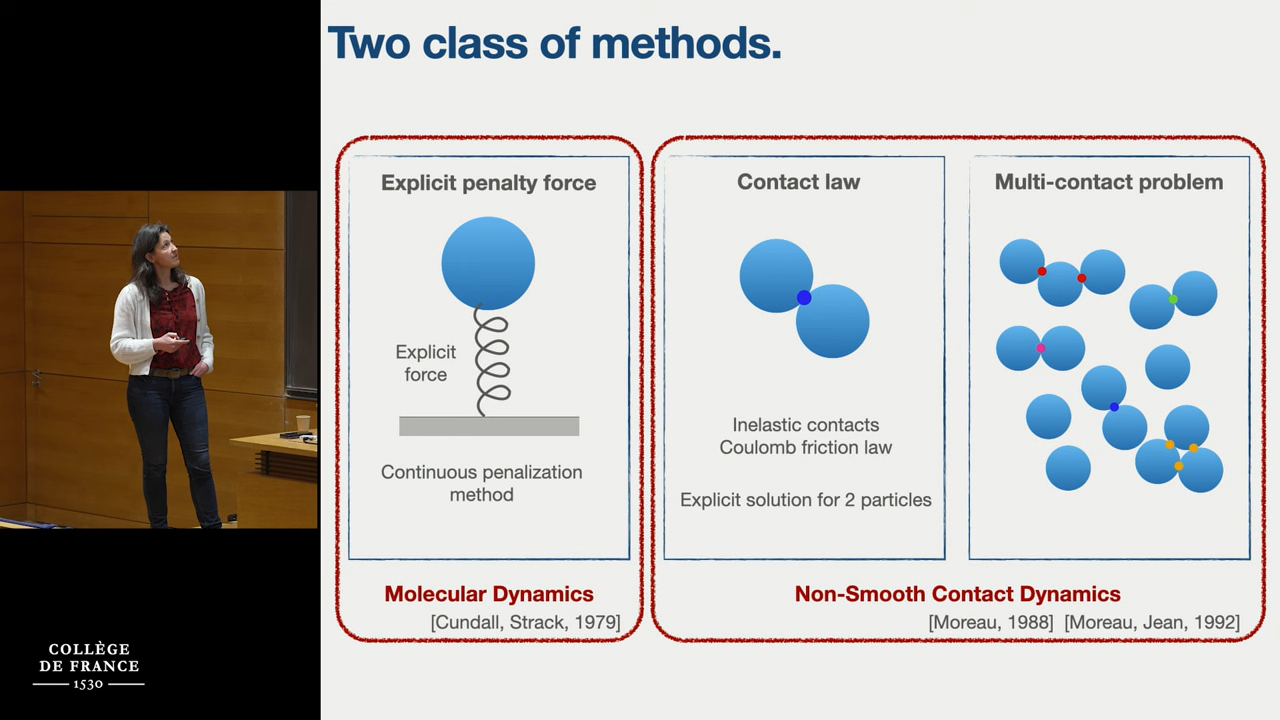 Two class of methods.
Explicit penalty force
Explicit
force
Continuous penalization
method
Molecular Dynamics
[Cundall, Strack, 1979]
Contact law
Inelastic contacts
Coulomb friction law
Explicit solution for 2 particles
Multi-contact problem
Non-Smooth Contact Dynamics
[Moreau, 1988] [Moreau, Jean, 1992]
COLLÈGE
DE FRANCE
1530